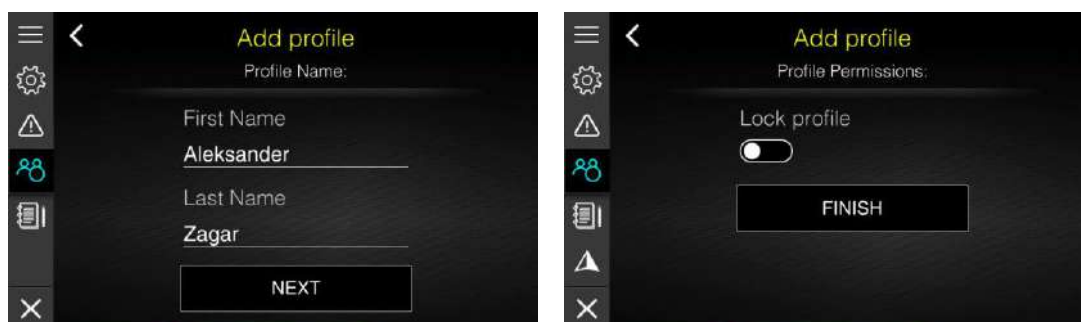 Add profile
Profile Name:
First Name
Aleksander
Last Name
Zagar
NEXT
Add profile
Profile Permissions:
Lock profile
FINISH